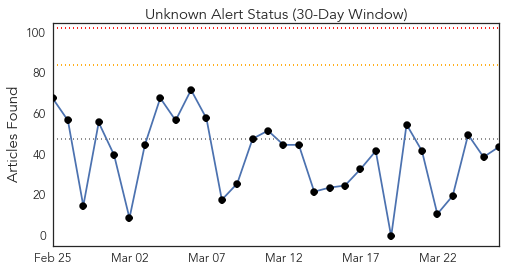 Unknown Alert Status (30-Day Window)
Articles Found
100
80
60
40
20
0
Feb 25 Mar 02 Mar 07 Mar 12 Mar 17 Mar 22